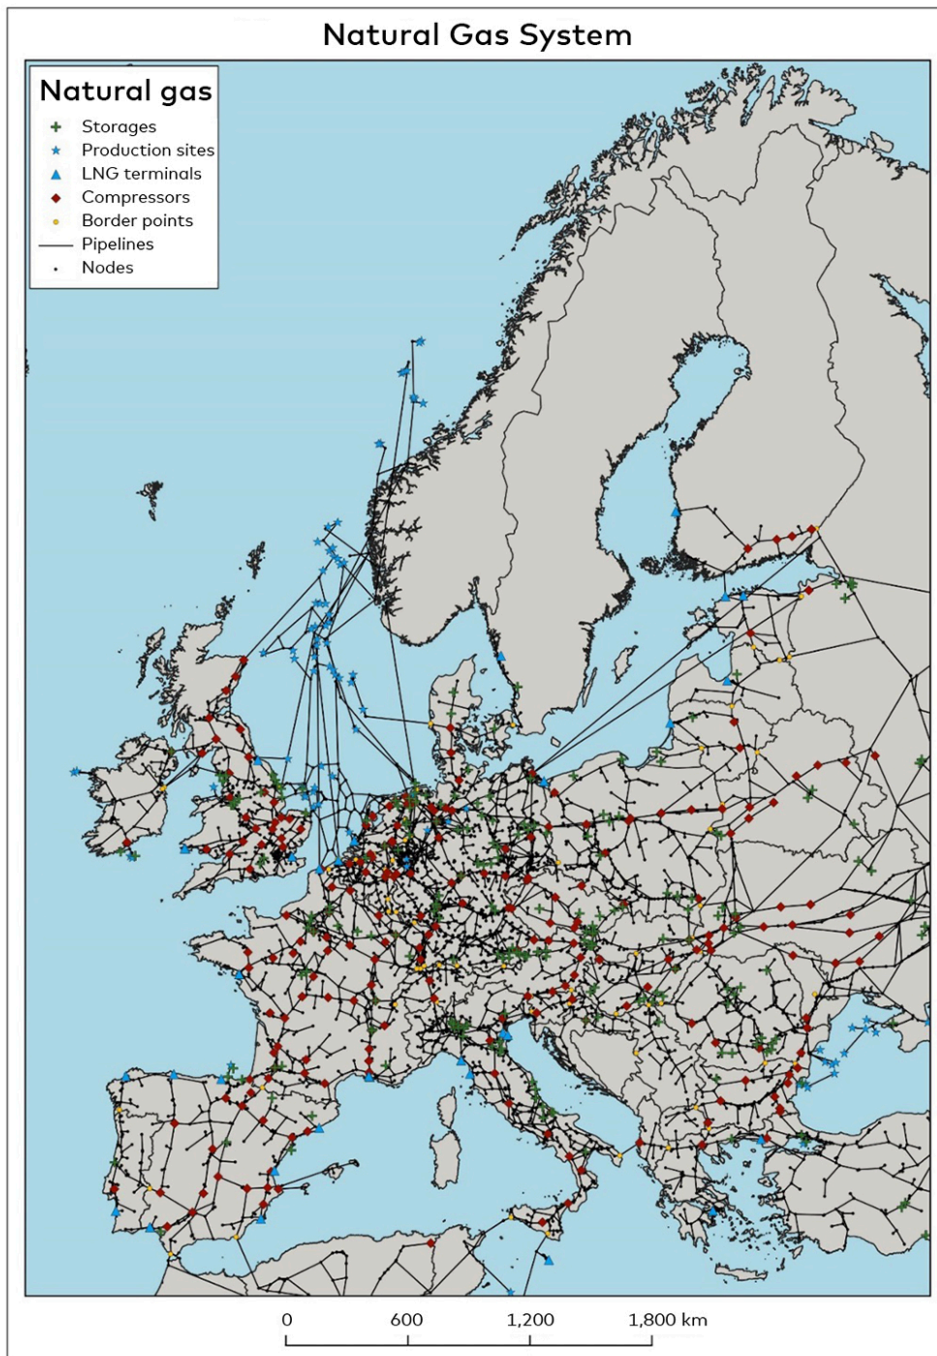 Natural Gas System
Natural gas
Storages
Production sites
LNG terminals
Compressors
Border points
Pipelines
Nodes
0 600 1,200 1,800 km